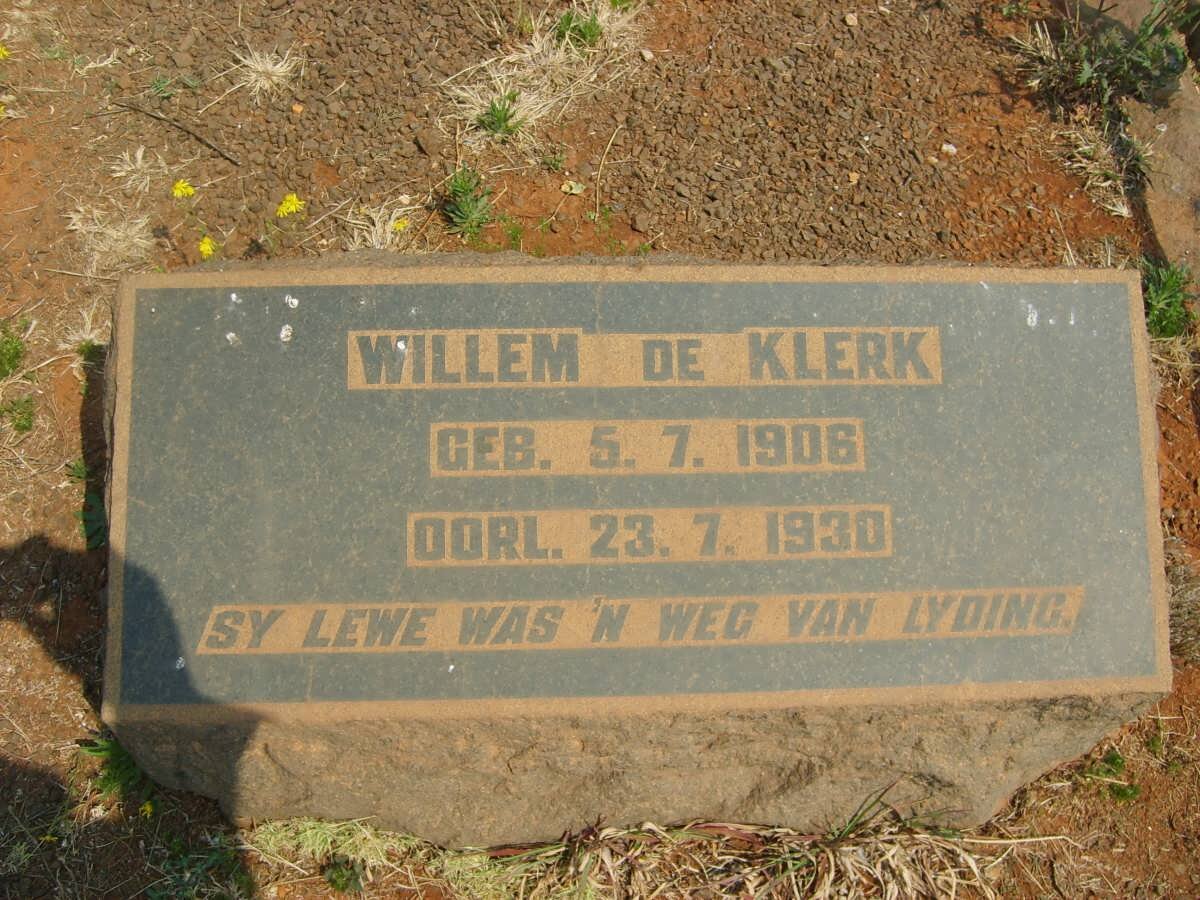 WILLEM DE KLERK
GEB. 5. 7. 1906
OORL. 23. 7. 1930
SY LEWE WAS 'N WEG VAN LYDING.